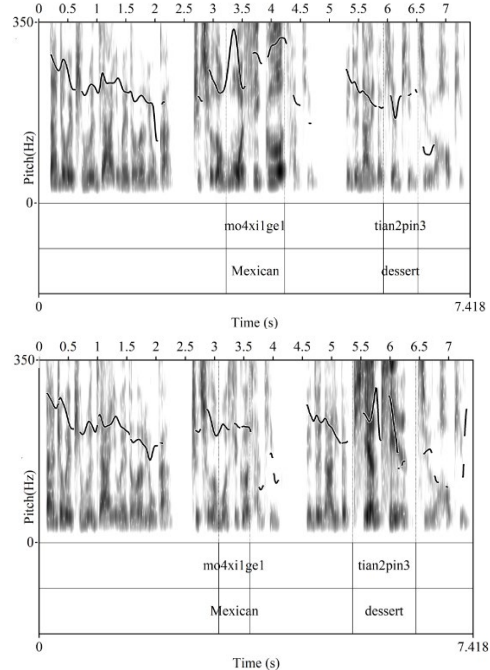 0 0.5 1 1.5 2 2.5 3 3.5 4 4.5 5 5.5 6 6.5 7
350
Pitch(Hz)
0
mo4xi1ge1 tian2pin3
Mexican dessert
0 7.418
Time (s)
0 0.5 1 1.5 2 2.5 3 3.5 4 4.5 5 5.5 6 6.5 7
350
Pitch(Hz)
0
mo4xi1ge1 tian2pin3
Mexican dessert
0 7.418
Time (s)